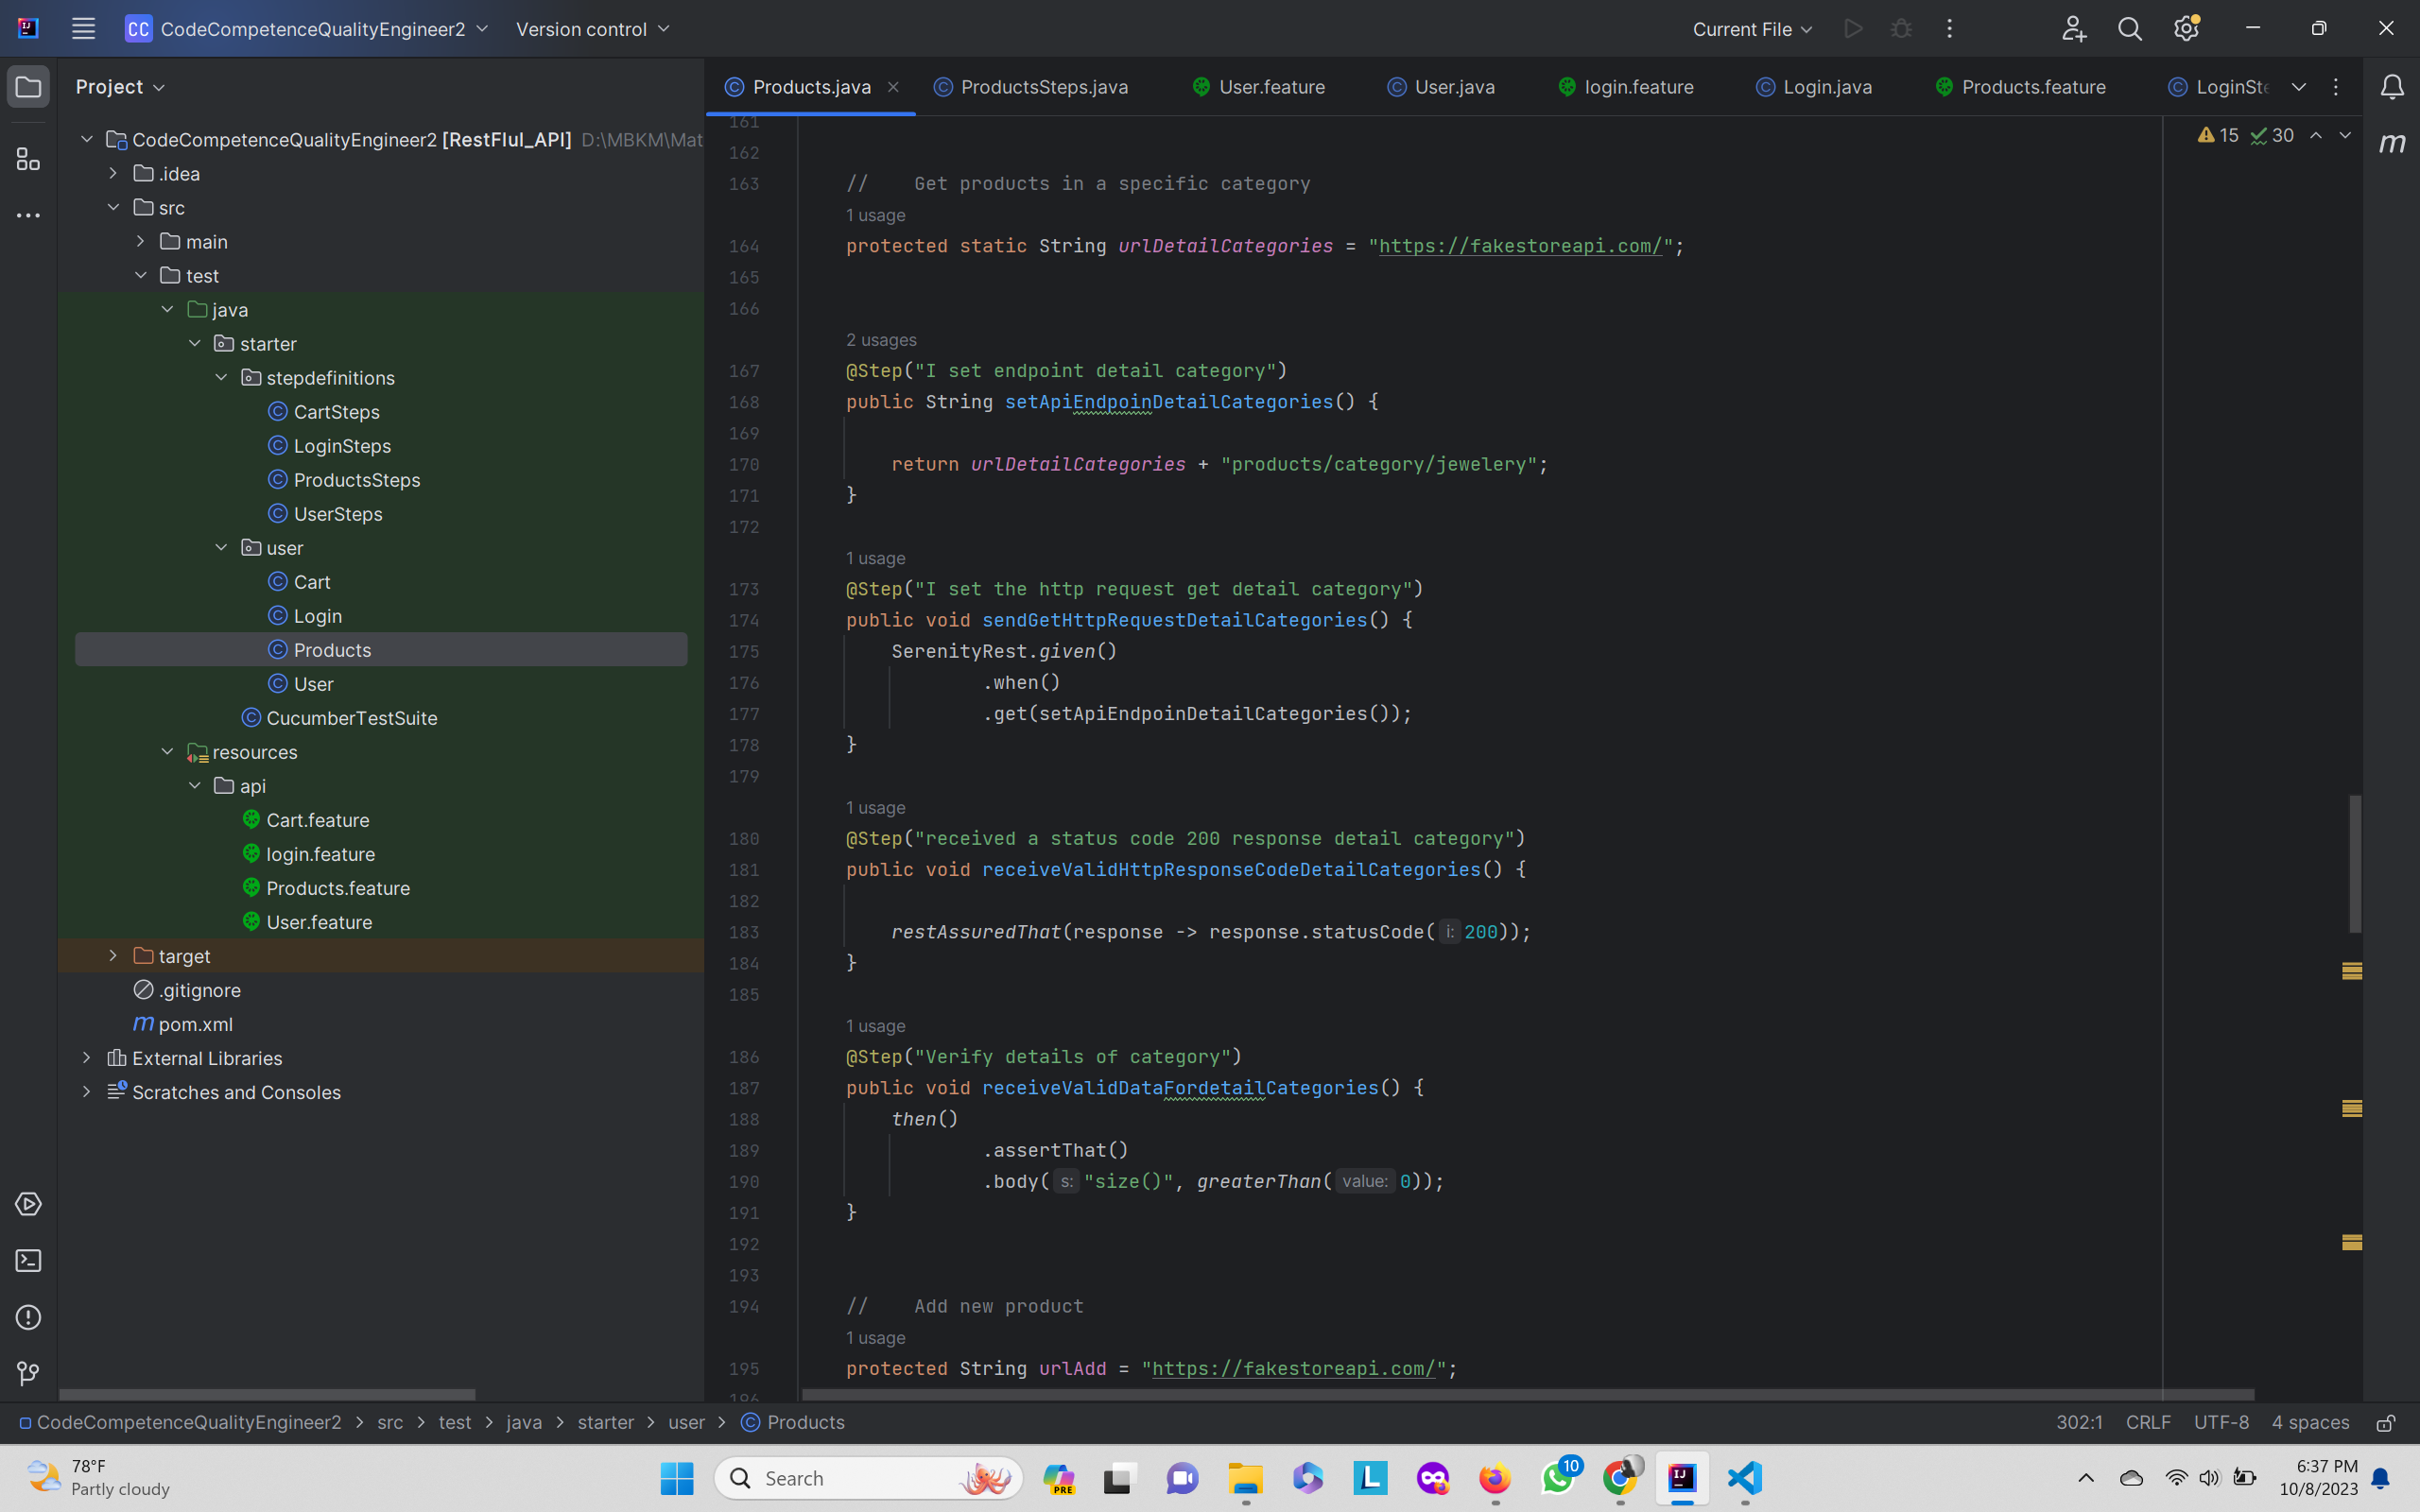 CC CodeCompetenceQualityEngineer2 Version control Current File
Project
Products.java ProductsSteps.java User.feature User.java login.feature Login.java Products.feature LoginSte
CodeCompetenceQualityEngineer2 [RestFlul_API] D:\MBKM\Mat
.idea
src
main
test
java
starter
stepdefinitions
CartSteps
LoginSteps
ProductsSteps
UserSteps
user
Cart
Login
Products
User
CucumberTestSuite
resources
api
Cart.feature
login.feature
Products.feature
User.feature
target
.gitignore
pom.xml
External Libraries
Scratches and Consoles
15 30
161
162
163 // Get products in a specific category
1 usage
164 protected static String urlDetailCategories = "https://fakestoreapi.com/";
165
166
2 usages
167 @Step("I set endpoint detail category")
168 public String setApiEndpoinDetailCategories() {
169
170 return urlDetailCategories + "products/category/jewelery";
171 }
172
1 usage
173 @Step("I set the http request get detail category")
174 public void sendGetHttpRequestDetailCategories() {
175 SerenityRest.given()
176 .when()
177 .get(setApiEndpoinDetailCategories());
178 }
179
1 usage
180 @Step("received a status code 200 response detail category")
181 public void receiveValidHttpResponseCodeDetailCategories() {
182
183 restAssuredThat(response -> response.statusCode( i: 200));
184 }
185
1 usage
186 @Step("Verify details of category")
187 public void receiveValidDataFordetailCategories() {
188 then()
189 .assertThat()
190 .body( s: "size()", greaterThan( value: 0));
191 }
192
193
194 // Add new product
1 usage
195 protected String urlAdd = "https://fakestoreapi.com/";
196
CodeCompetenceQualityEngineer2 > src > test > java > starter > user > Products 302:1 CRLF UTF-8 4 spaces
78°F
Partly cloudy
Search
PRE
10
6:37 PM
10/8/2023